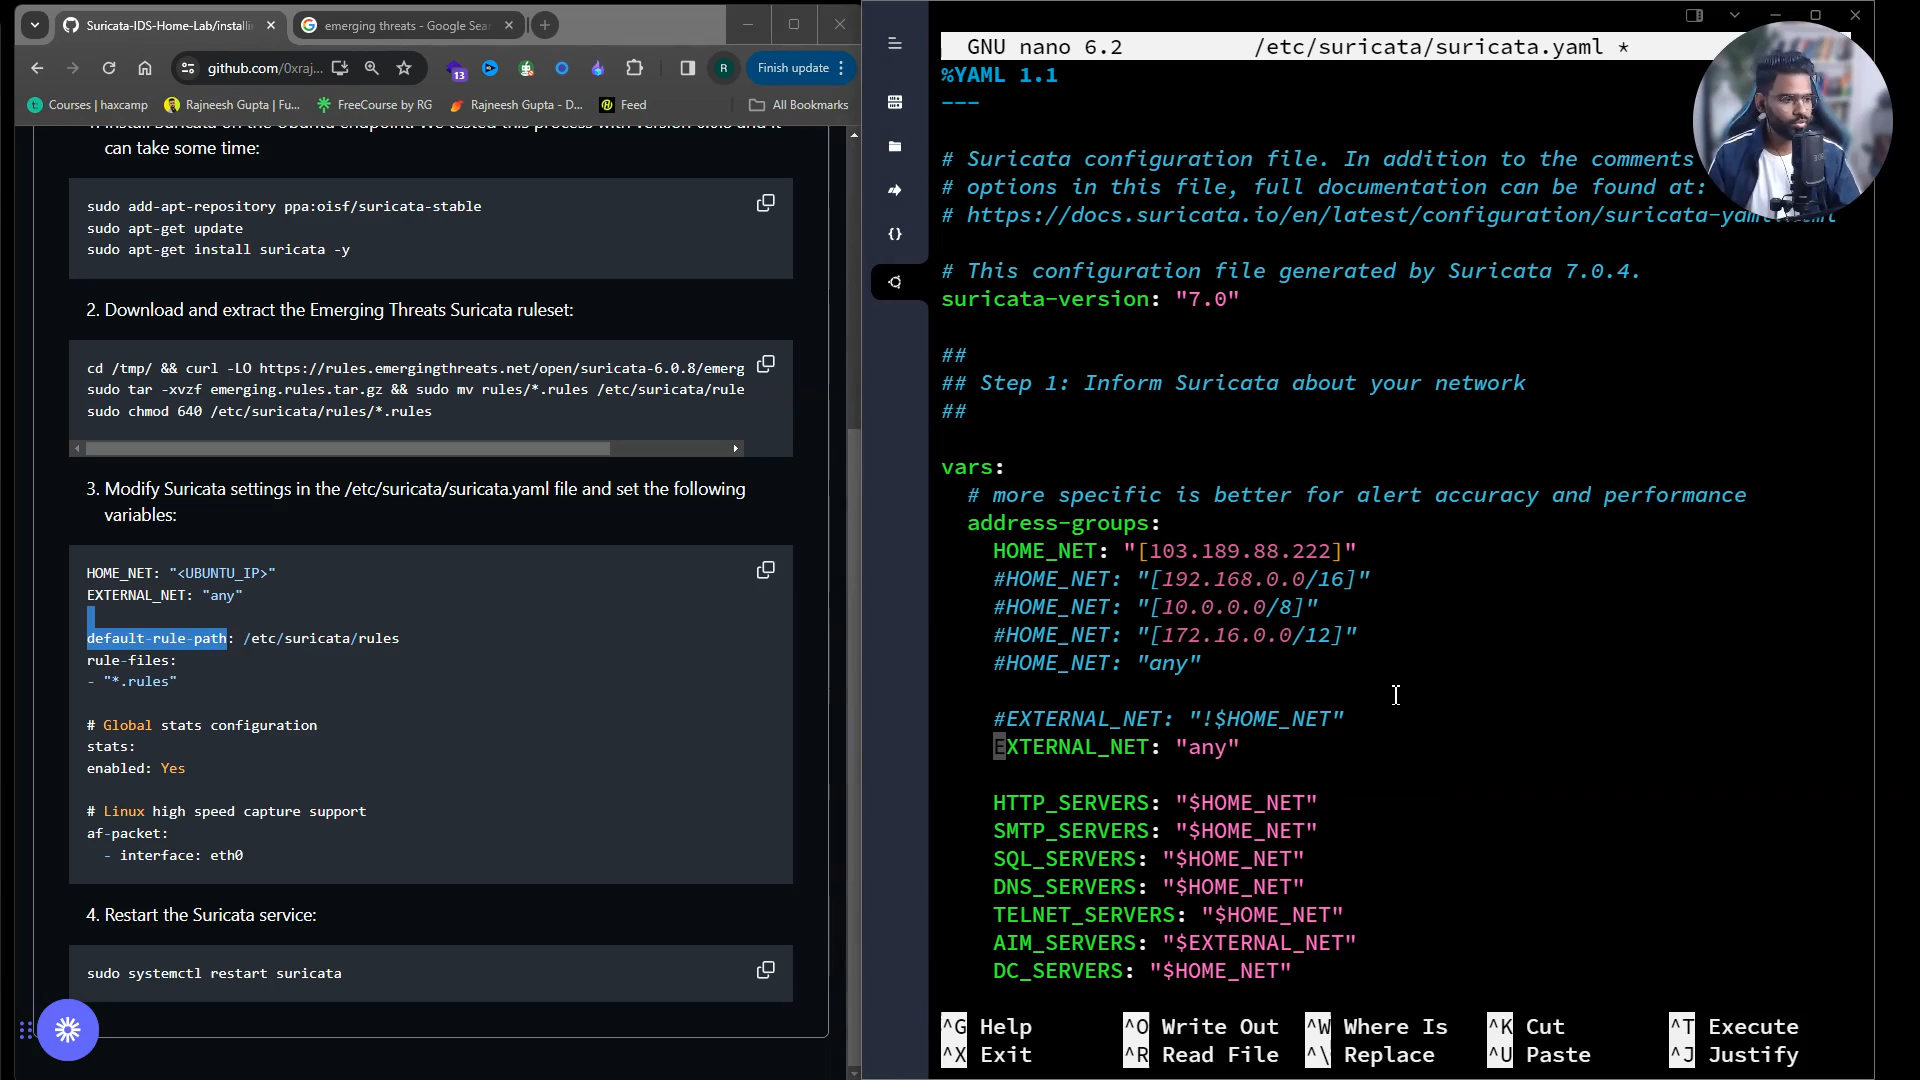 Suricata-IDS-Home-Lab/installi
emerging threats - Google Sea
github.com/0xraj...
13
R
Finish update
Courses | haxcamp
Rajneesh Gupta | Fu...
FreeCourse by RG
Rajneesh Gupta - D...
Feed
All Bookmarks
can take some time:
sudo add-apt-repository ppa:oisf/suricata-stable
sudo apt-get update
sudo apt-get install suricata -y
2. Download and extract the Emerging Threats Suricata ruleset:
cd /tmp/ && curl -LO https://rules.emergingthreats.net/open/suricata-6.0.8/emerg
sudo tar -xvzf emerging.rules.tar.gz && sudo mv rules/*.rules /etc/suricata/rule
sudo chmod 640 /etc/suricata/rules/*.rules
3. Modify Suricata settings in the /etc/suricata/suricata.yaml file and set the following
variables:
HOME_NET: "<UBUNTU_IP>"
EXTERNAL_NET: "any"
default-rule-path: /etc/suricata/rules
rule-files:
- "*.rules"
# Global stats configuration
stats:
enabled: Yes
# Linux high speed capture support
af-packet:
- interface: eth0
4. Restart the Suricata service:
sudo systemctl restart suricata
GNU nano 6.2 /etc/suricata/suricata.yaml *
%YAML 1.1
---
# Suricata configuration file. In addition to the comments
# options in this file, full documentation can be found at:
# https://docs.suricata.io/en/latest/configuration/suricata-
# This configuration file generated by Suricata 7.0.4.
suricata-version: "7.0"
##
## Step 1: Inform Suricata about your network
##
vars:
# more specific is better for alert accuracy and performance
address-groups:
HOME_NET: "[103.189.88.222]"
#HOME_NET: "[192.168.0.0/16]"
#HOME_NET: "[10.0.0.0/8]"
#HOME_NET: "[172.16.0.0/12]"
#HOME_NET: "any"
#EXTERNAL_NET: "!$HOME_NET"
EXTERNAL_NET: "any"
HTTP_SERVERS: "$HOME_NET"
SMTP_SERVERS: "$HOME_NET"
SQL_SERVERS: "$HOME_NET"
DNS_SERVERS: "$HOME_NET"
TELNET_SERVERS: "$HOME_NET"
AIM_SERVERS: "$EXTERNAL_NET"
DC_SERVERS: "$HOME_NET"
^G Help ^O Write Out ^W Where Is ^K Cut ^T Execute
^X Exit ^R Read File ^\ Replace ^U Paste ^J Justify